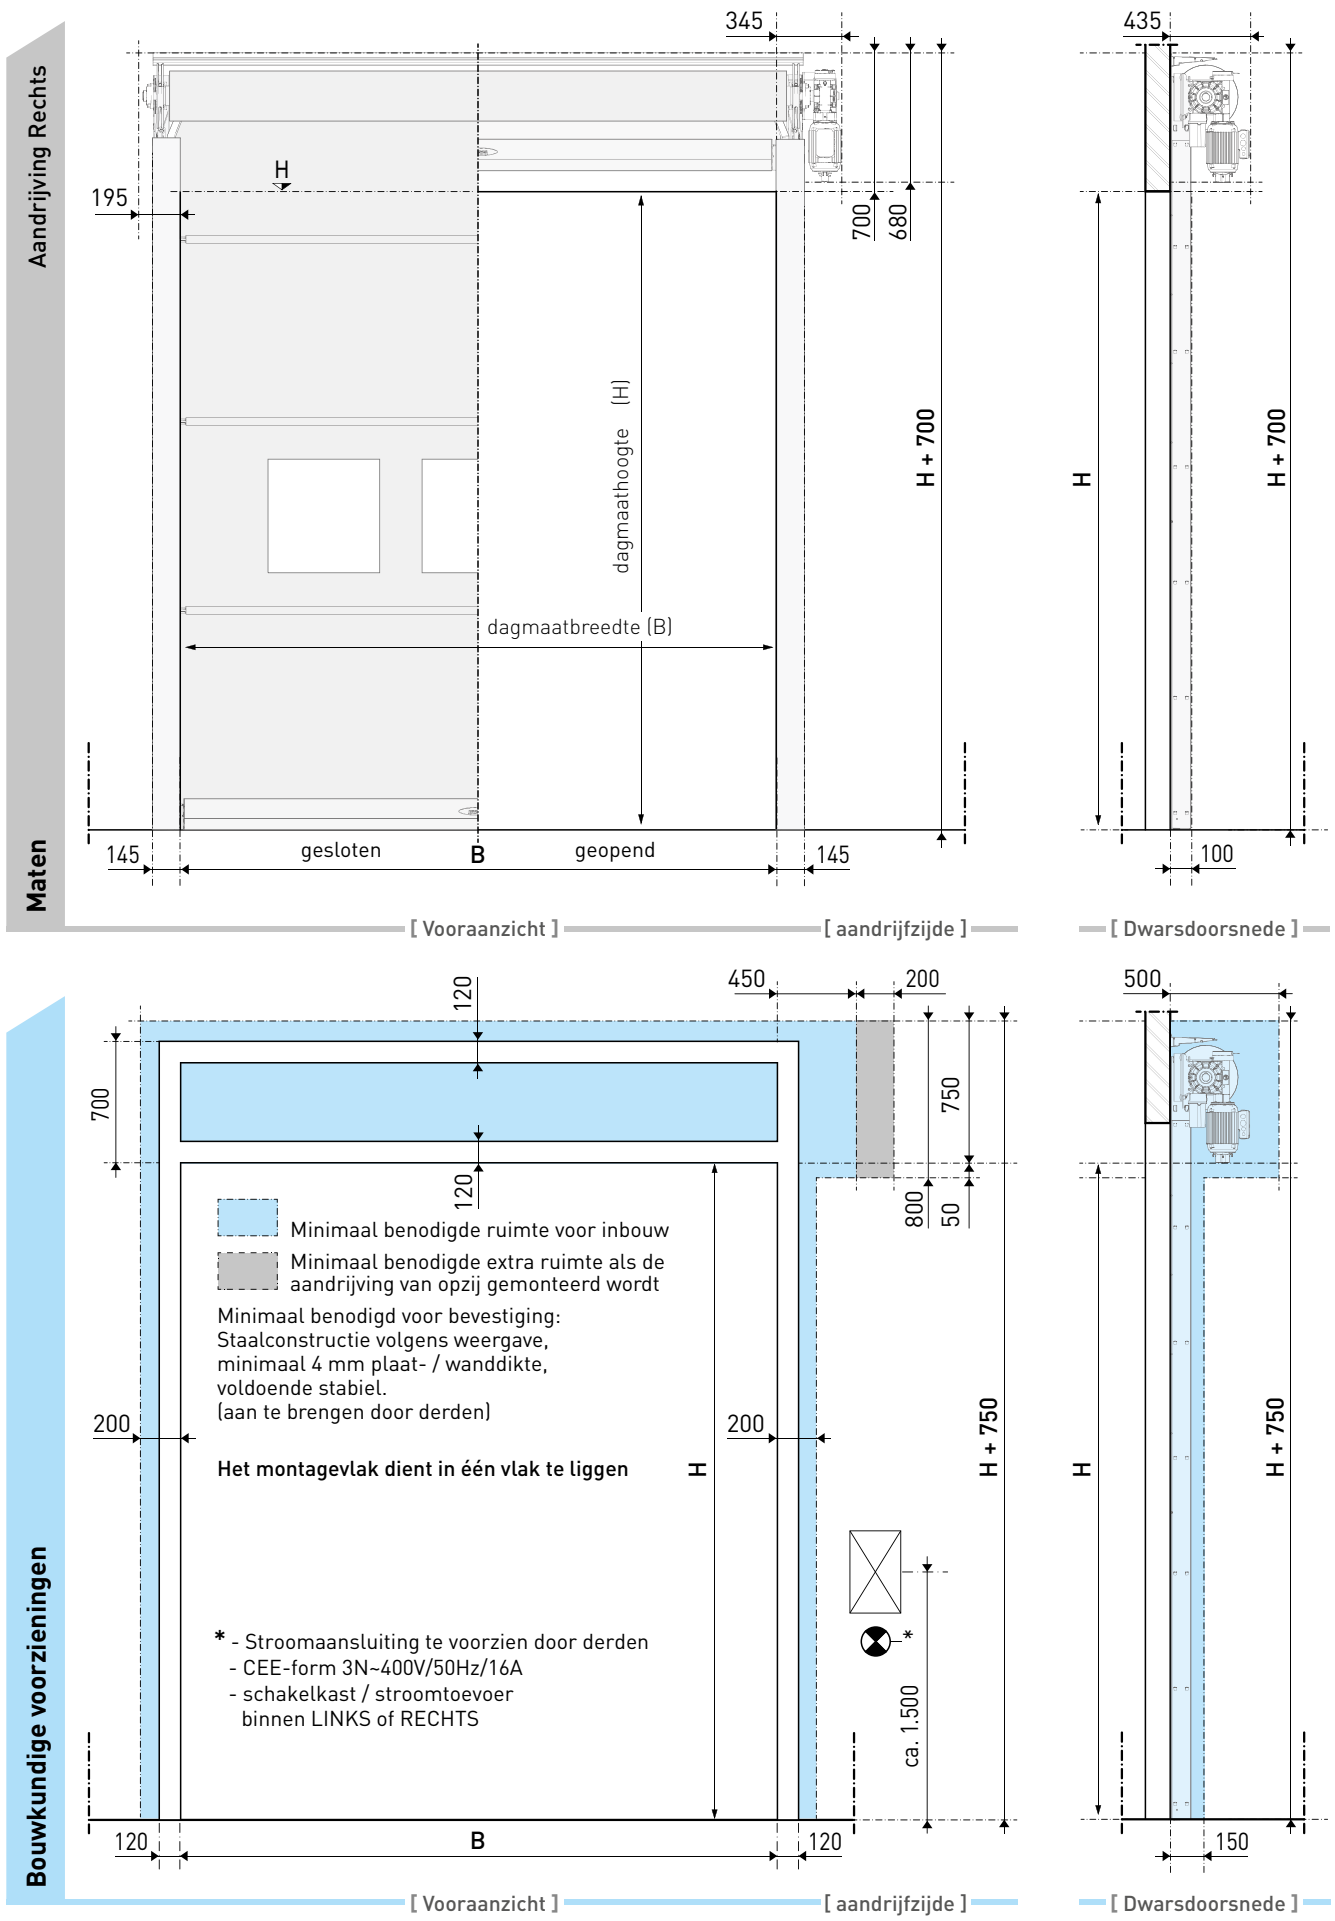 Aandrijving Rechts
Maten
345
435
H
195
700
680
dagmaathoogte (H)
H + 700
H
H + 700
dagmaatbreedte (B)
145
gesloten
B
geopend
145
100
[ Vooraanzicht ]
[ aandrijfzijde ]
[ Dwarsdoorsnede ]
Bouwkundige voorzieningen
120
450
200
500
700
750
120
800
50
Minimaal benodigde ruimte voor inbouw
Minimaal benodigde extra ruimte als de
aandrijving van opzij gemonteerd wordt
Minimaal benodigd voor bevestiging:
Staalconstructie volgens weergave,
minimaal 4 mm plaat- / wanddikte,
voldoende stabiel.
(aan te brengen door derden)
200
200
Het montagevlak dient in één vlak te liggen
H
H + 750
H
H + 750
* - Stroomaansluiting te voorzien door derden
- CEE-form 3N~400V/50Hz/16A
- schakelkast / stroomtoevoer
binnen LINKS of RECHTS
*
ca. 1.500
120
B
120
150
[ Vooraanzicht ]
[ aandrijfzijde ]
[ Dwarsdoorsnede ]